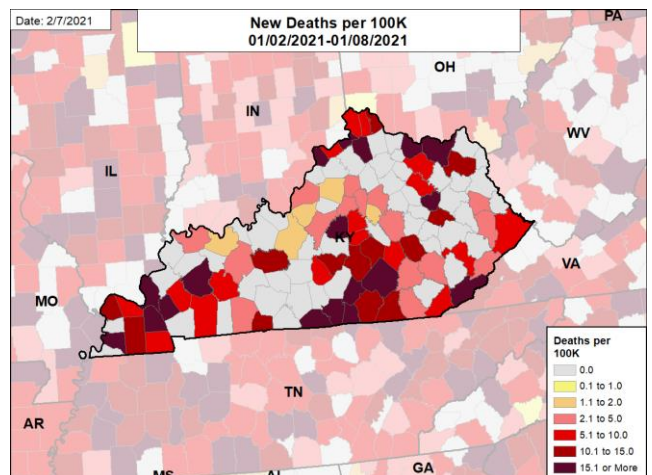 Date: 2/7/2021
New Deaths per 100K
01/02/2021-01/08/2021
PA
OH
IN
WV
IL
KY
MO
VA
TN
AR
MS
AL
GA
Deaths per
100K
0.0
0.1 to 1.0
1.1 to 2.0
2.1 to 5.0
5.1 to 10.0
10.1 to 15.0
15.1 or More